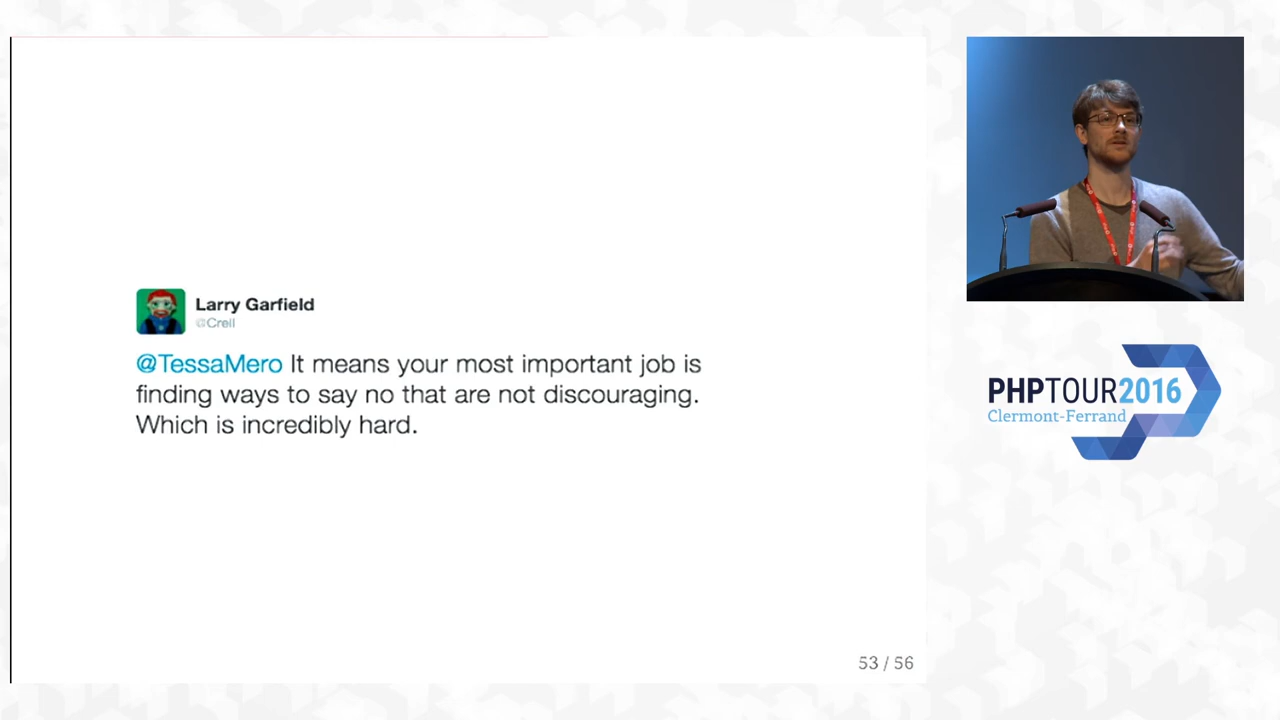 Larry Garfield
@Crell
@TessaMero It means your most important job is
finding ways to say no that are not discouraging.
Which is incredibly hard.
53 / 56
PHPTOUR2016
Clermont-Ferrand